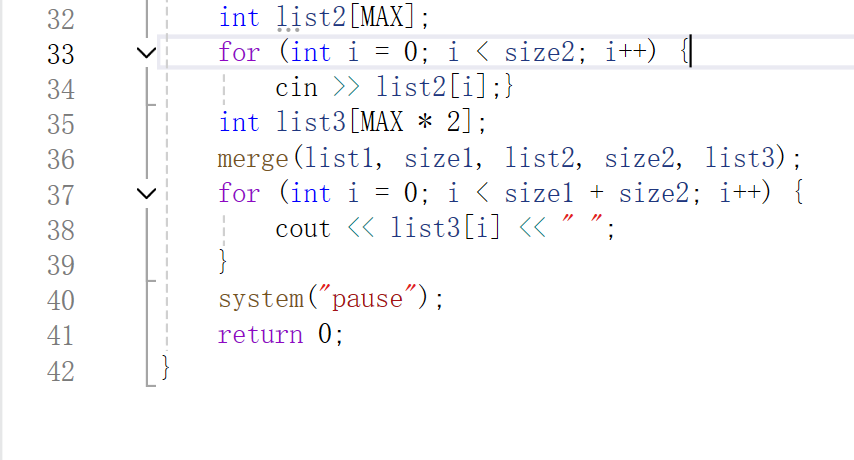 32 int list2[MAX];
33 for (int i = 0; i < size2; i++) {
34 cin >> list2[i];}
35 int list3[MAX * 2];
36 merge(list1, size1, list2, size2, list3);
37 for (int i = 0; i < size1 + size2; i++) {
38 cout << list3[i] << " ";
39 }
40 system("pause");
41 return 0;
42 }